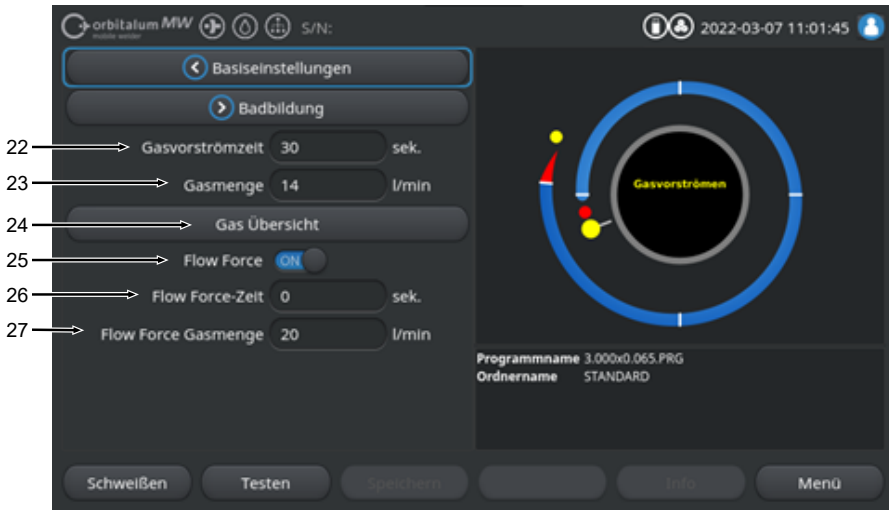 orbitalum MW S/N: 2022-03-07 11:01:45
mobile welder
Basiseinstellungen
Badbildung
22 Gasvorströmzeit 30 sek.
23 Gasmenge 14 l/min
24 Gas Übersicht
25 Flow Force ON
26 Flow Force-Zeit 0 sek.
27 Flow Force Gasmenge 20 l/min
Gasvorströmen
Programmname 3.000x0.065.PRG
Ordnername STANDARD
Schweißen Testen Speichern Info Menü